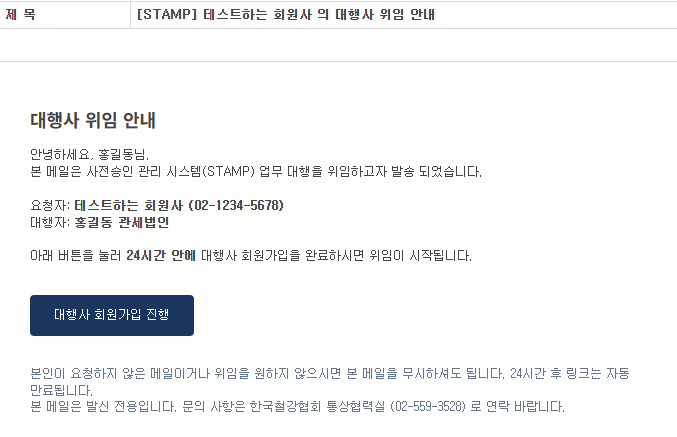 제 목 [STAMP] 테스트하는 회원사 의 대행사 위임 안내
대행사 위임 안내
안녕하세요, 홍길동님.
본 메일은 사전승인 관리 시스템(STAMP) 업무 대행을 위임하고자 발송 되었습니다.
요청자: 테스트하는 회원사 (02-1234-5678)
대행자: 홍길동 관세법인
아래 버튼을 눌러 24시간 안에 대행사 회원가입을 완료하시면 위임이 시작됩니다.
대행사 회원가입 진행
본인이 요청하지 않은 메일이거나 위임을 원하지 않으시면 본 메일을 무시하셔도 됩니다. 24시간 후 링크는 자동
만료됩니다.
본 메일은 발신 전용입니다. 문의 사항은 한국철강협회 통상협력실 (02-559-3528) 로 연락 바랍니다.